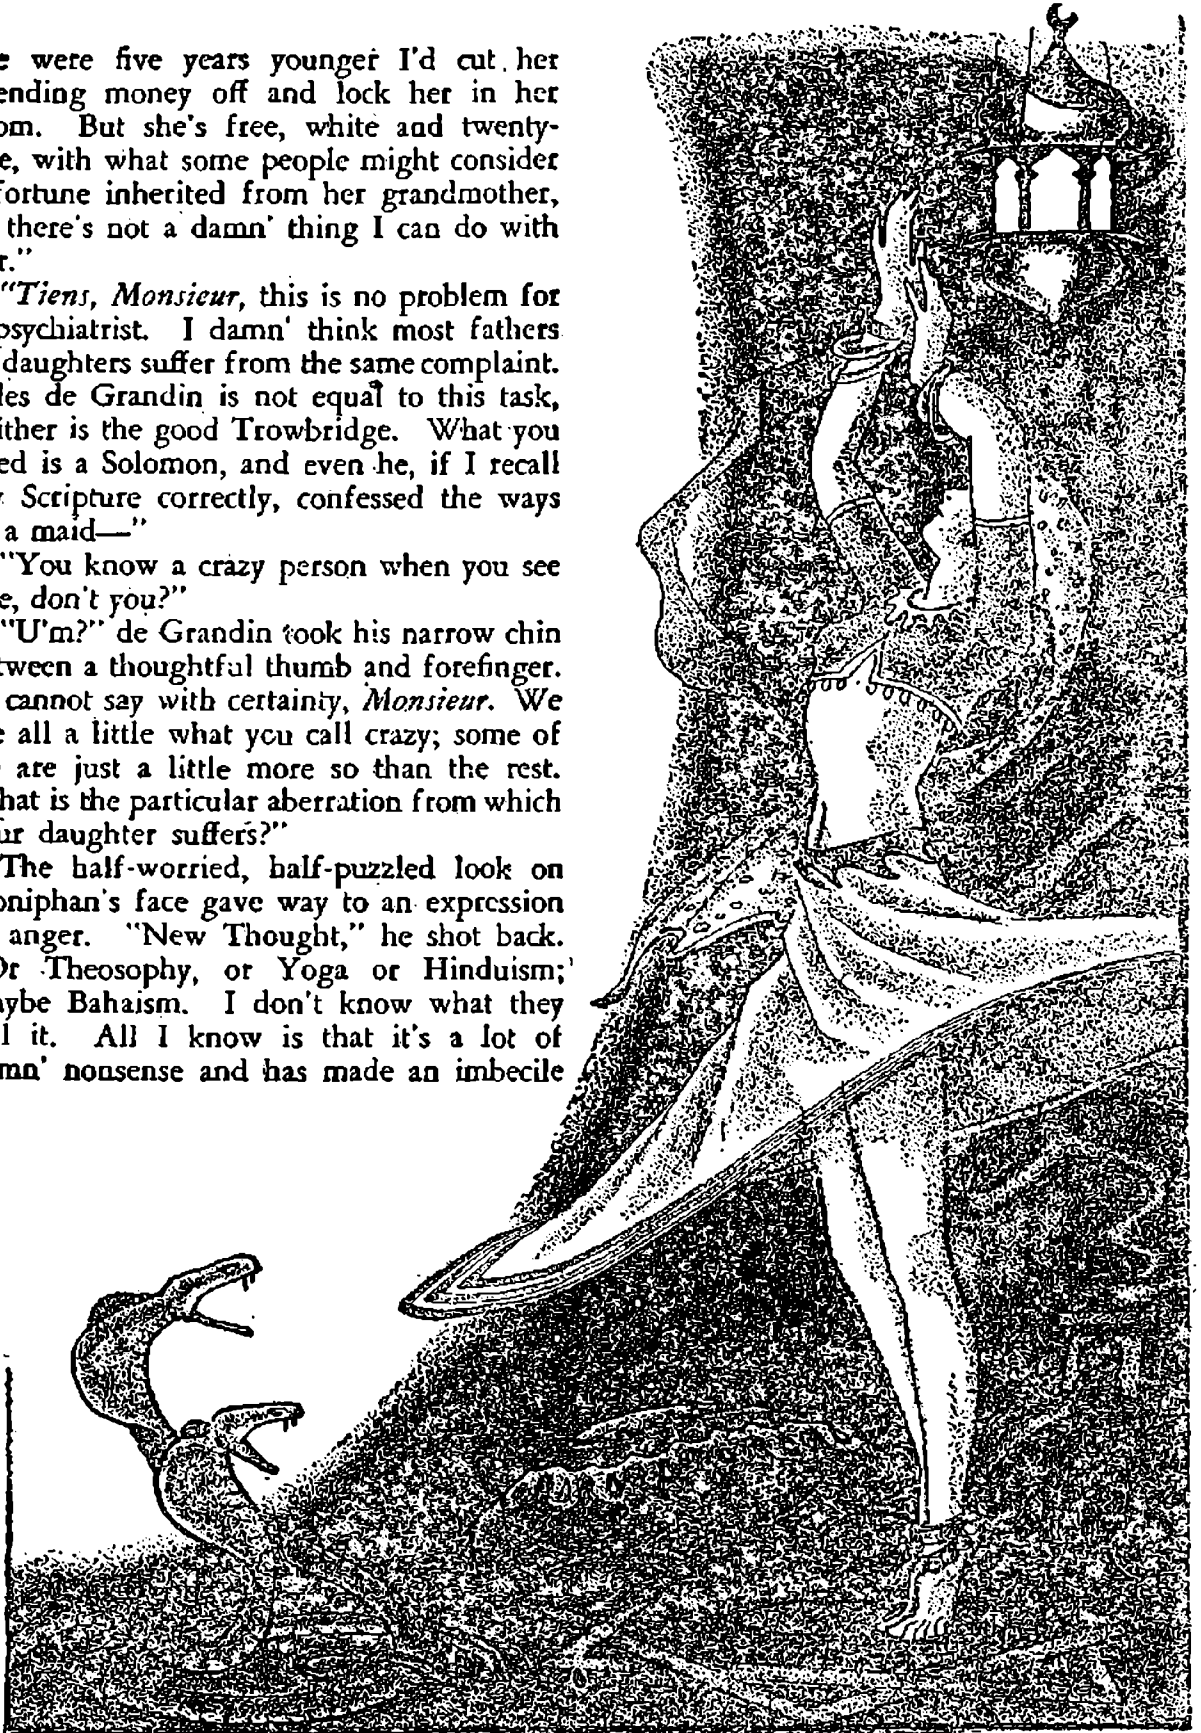 e were five years younger I'd cut her
ending money off and lock her in her
om. But she's free, white and twenty-
e, with what some people might consider
fortune inherited from her grandmother,
there's not a damn' thing I can do with
r."
"Tiens, Monsieur, this is no problem for
psychiatrist. I damn' think most fathers
daughters suffer from the same complaint.
les de Grandin is not equal to this task,
ither is the good Trowbridge. What you
ed is a Solomon, and even he, if I recall
Scripture correctly, confessed the ways
a maid—"
"You know a crazy person when you see
e, don't you?"
"U'm?" de Grandin took his narrow chin
tween a thoughtful thumb and forefinger.
cannot say with certainty, Monsieur. We
e all a little what you call crazy; some of
are just a little more so than the rest.
hat is the particular aberration from which
ur daughter suffers?"
The half-worried, half-puzzled look on
oniphan's face gave way to an expression
anger. "New Thought," he shot back.
Or Theosophy, or Yoga or Hinduism;
aybe Bahaism. I don't know what they
l it. All I know is that it's a lot of
mn' nonsense and has made an imbecile